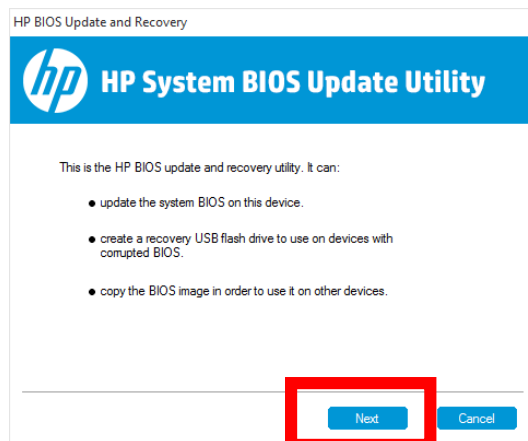 HP BIOS Update and Recovery
hp HP System BIOS Update Utility
This is the HP BIOS update and recovery utility. It can:
● update the system BIOS on this device.
● create a recovery USB flash drive to use on devices with
corrupted BIOS.
● copy the BIOS image in order to use it on other devices.
Next Cancel